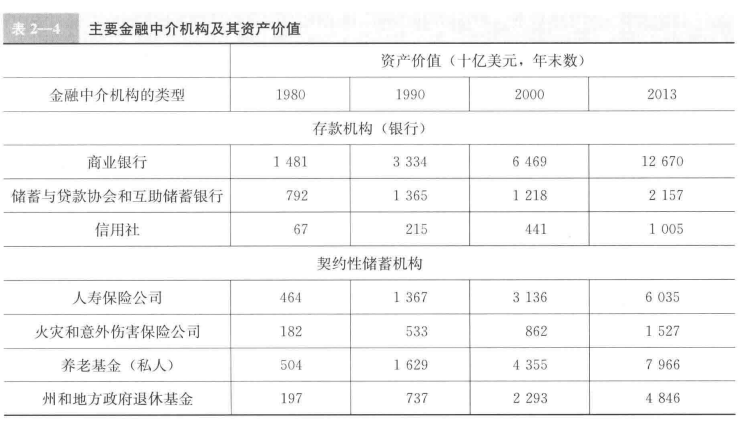 表 2—4 主要金融中介机构及其资产价值
资产价值（十亿美元，年末数）
金融中介机构的类型 1980 1990 2000 2013
存款机构（银行）
商业银行 1 481 3 334 6 469 12 670
储蓄与贷款协会和互助储蓄银行 792 1 365 1 218 2 157
信用社 67 215 441 1 005
契约性储蓄机构
人寿保险公司 464 1 367 3 136 6 035
火灾和意外伤害保险公司 182 533 862 1 527
养老基金（私人） 504 1 629 4 355 7 966
州和地方政府退休基金 197 737 2 293 4 846